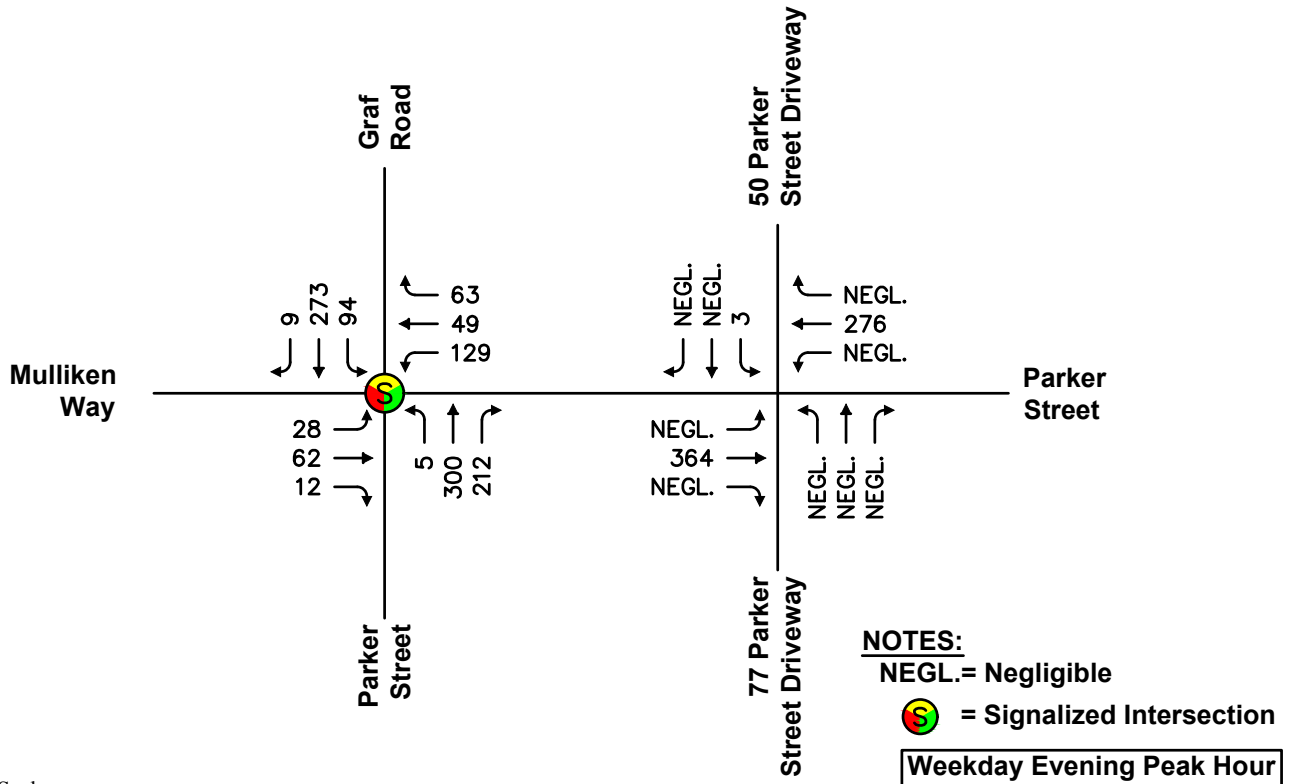 Graf
Road
50 Parker
Street Driveway
9
273
94
63
49
129
NEGL.
NEGL.
3
NEGL.
276
NEGL.
Mulliken
Way
S
Parker
Street
28
62
12
5
300
212
NEGL.
364
NEGL.
NEGL.
NEGL.
NEGL.
Parker
Street
77 Parker
Street Driveway
NOTES:
NEGL.= Negligible
S = Signalized Intersection
Weekday Evening Peak Hour